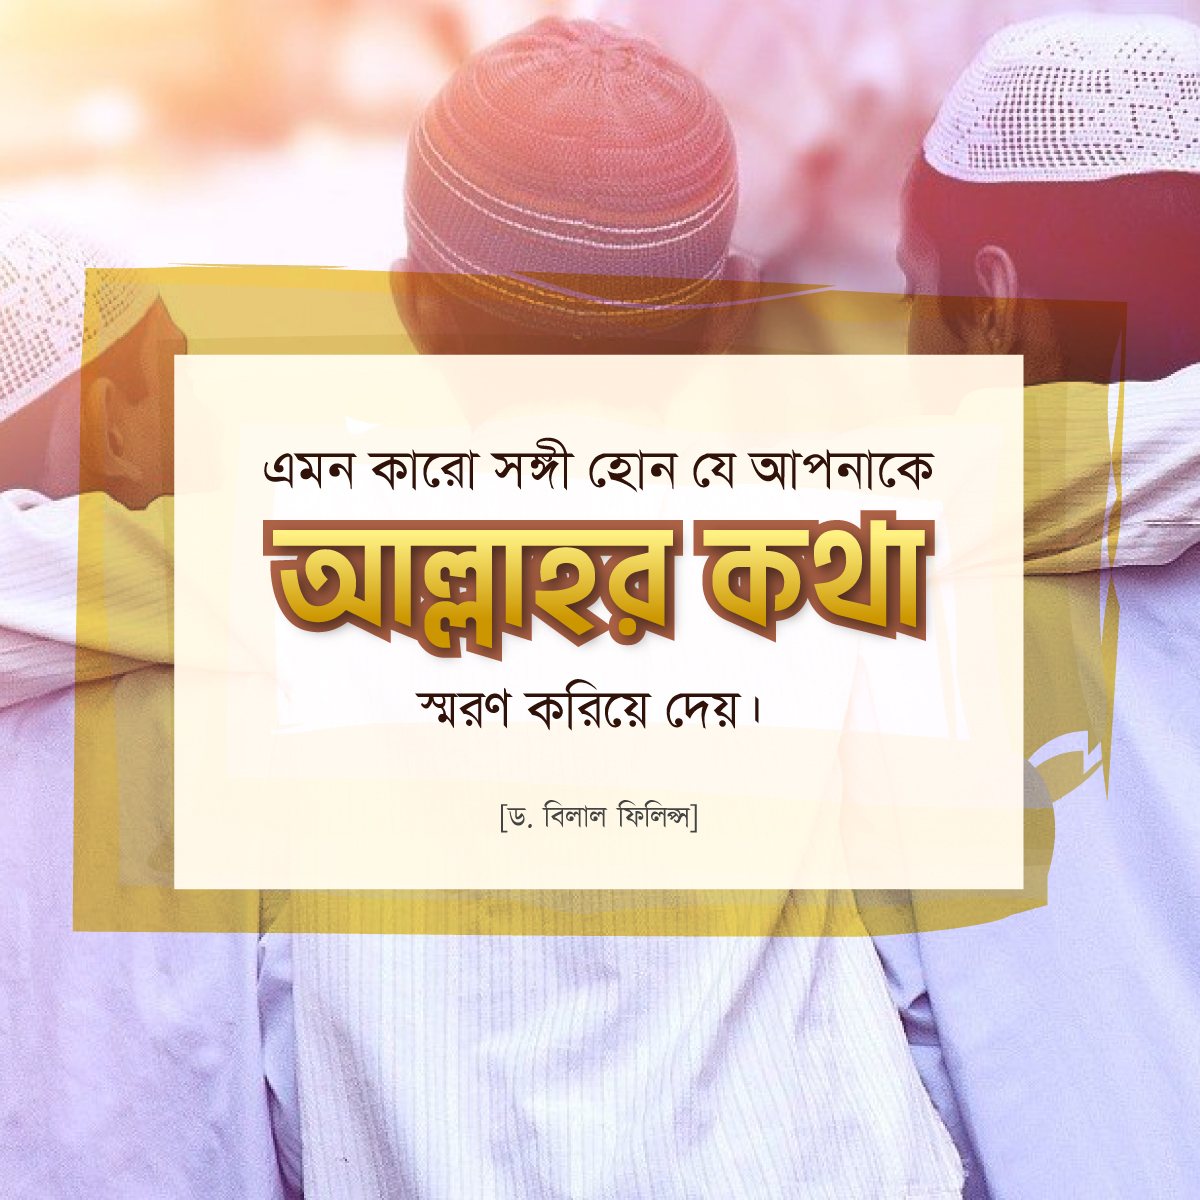 এমন কারো সঙ্গী হোন যে আপনাকে
আল্লাহর কথা
স্মরণ করিয়ে দেয়।
[ড. বিলাল ফিলিপ্স]